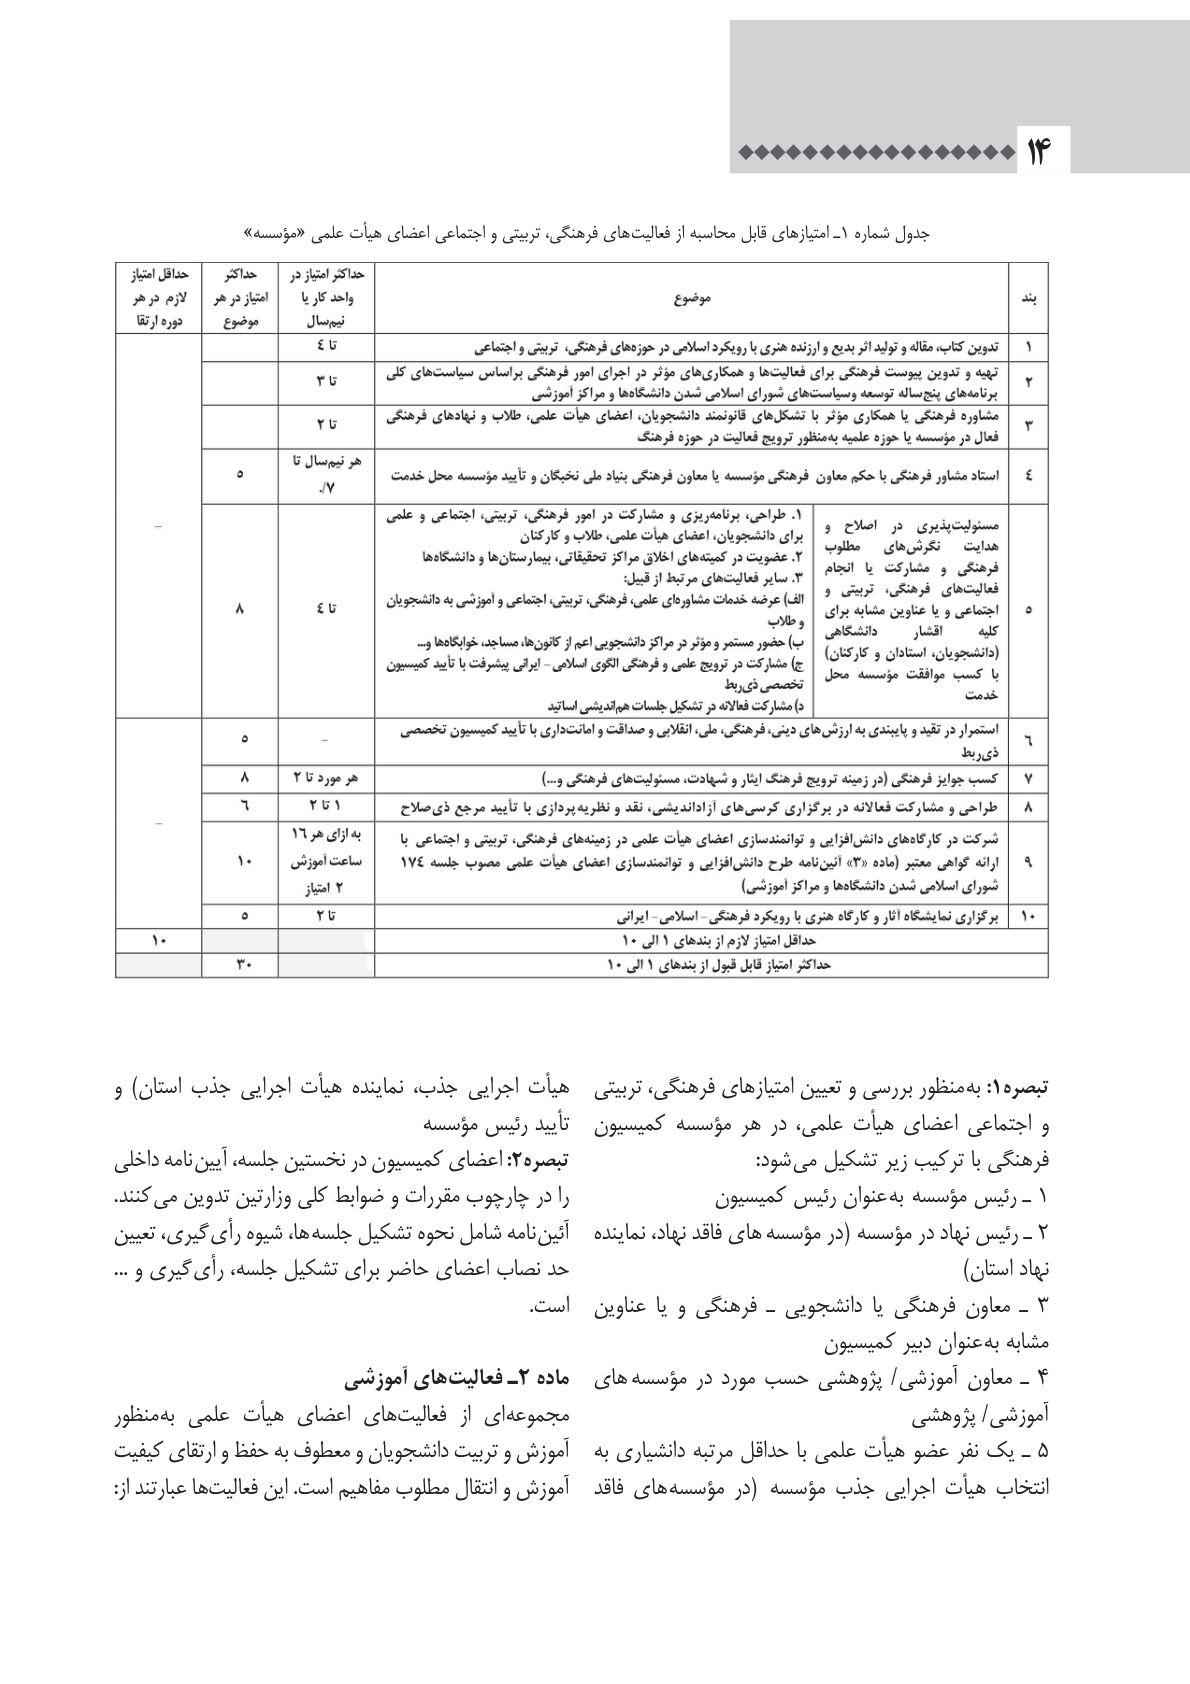 ۱۴
جدول شماره ۱ـ امتیازهای قابل محاسبه از فعالیت‌های فرهنگی، تربیتی و اجتماعی اعضای هیأت علمی «مؤسسه»
بند
موضوع
حداکثر امتیاز در
واحد کار یا
نیم‌سال
حداکثر
امتیاز در هر
موضوع
حداقل امتیاز
لازم در هر
دوره ارتقا
۱
تدوین کتاب، مقاله و تولید اثر بدیع و ارزنده هنری با رویکرد اسلامی در حوزه‌های فرهنگی، تربیتی و اجتماعی
تا ٤
۲
تهیه و تدوین پیوست فرهنگی برای فعالیت‌ها و همکاری‌های مؤثر در اجرای امور فرهنگی براساس سیاست‌های کلی
برنامه‌های پنج‌ساله توسعه وسیاست‌های شورای اسلامی شدن دانشگاه‌ها و مراکز آموزشی
تا ۳
۳
مشاوره فرهنگی یا همکاری مؤثر با تشکل‌های قانونمند دانشجویان، اعضای هیأت علمی، طلاب و نهادهای فرهنگی
فعال در مؤسسه یا حوزه علمیه به‌منظور ترویج فعالیت در حوزه فرهنگ
تا ۲
٤
استاد مشاور فرهنگی با حکم معاون فرهنگی مؤسسه یا معاون فرهنگی بنیاد ملی نخبگان و تأیید مؤسسه محل خدمت
هر نیم‌سال تا
۰/۷
٥
–
٥
مسئولیت‌پذیری در اصلاح و
هدایت نگرش‌های مطلوب
فرهنگی و مشارکت یا انجام
فعالیت‌های فرهنگی، تربیتی و
اجتماعی و یا عناوین مشابه برای
کلیه اقشار دانشگاهی
(دانشجویان، استادان و کارکنان)
با کسب موافقت مؤسسه محل
خدمت
۱. طراحی، برنامه‌ریزی و مشارکت در امور فرهنگی، تربیتی، اجتماعی و علمی
برای دانشجویان، اعضای هیأت علمی، طلاب و کارکنان
۲. عضویت در کمیته‌های اخلاق مراکز تحقیقاتی، بیمارستان‌ها و دانشگاه‌ها
۳. سایر فعالیت‌های مرتبط از قبیل:
الف) عرضه خدمات مشاوره‌ای علمی، فرهنگی، تربیتی، اجتماعی و آموزشی به دانشجویان
و طلاب
ب) حضور مستمر و مؤثر در مراکز دانشجویی اعم از کانون‌ها، مساجد، خوابگاه‌ها و...
ج) مشارکت در ترویج علمی و فرهنگی الگوی اسلامی– ایرانی پیشرفت با تأیید کمیسیون
تخصصی ذی‌ربط
د) مشارکت فعالانه در تشکیل جلسات هم‌اندیشی اساتید
تا ٤
۸
٦
استمرار در تقید و پایبندی به ارزش‌های دینی، فرهنگی، ملی، انقلابی و صداقت و امانت‌داری با تأیید کمیسیون تخصصی
ذی‌ربط
–
٥
۷
کسب جوایز فرهنگی (در زمینه ترویج فرهنگ ایثار و شهادت، مسئولیت‌های فرهنگی و...)
هر مورد تا ۲
۸
۸
طراحی و مشارکت فعالانه در برگزاری کرسی‌های آزاداندیشی، نقد و نظریه‌پردازی با تأیید مرجع ذی‌صلاح
۱ تا ۲
٦
–
۹
شرکت در کارگاه‌های دانش‌افزایی و توانمندسازی اعضای هیأت علمی در زمینه‌های فرهنگی، تربیتی و اجتماعی با
ارائه گواهی معتبر (ماده «۳» آئین‌نامه طرح دانش‌افزایی و توانمندسازی اعضای هیأت علمی مصوب جلسه ۱۷٤
شورای اسلامی شدن دانشگاه‌ها و مراکز آموزشی)
به ازای هر ۱٦
ساعت آموزش
۲ امتیاز
۱۰
۱۰
برگزاری نمایشگاه آثار و کارگاه هنری با رویکرد فرهنگی– اسلامی– ایرانی
تا ۲
٥
حداقل امتیاز لازم از بندهای ۱ الی ۱۰
۱۰
حداکثر امتیاز قابل قبول از بندهای ۱ الی ۱۰
۳۰
تبصره۱: به‌منظور بررسی و تعیین امتیازهای فرهنگی، تربیتی
و اجتماعی اعضای هیأت علمی، در هر مؤسسه کمیسیون
فرهنگی با ترکیب زیر تشکیل می‌شود:
۱ ـ رئیس مؤسسه به‌عنوان رئیس کمیسیون
۲ ـ رئیس نهاد در مؤسسه (در مؤسسه های فاقد نهاد، نماینده
نهاد استان)
۳ ـ معاون فرهنگی یا دانشجویی ـ فرهنگی و یا عناوین
مشابه به‌عنوان دبیر کمیسیون
۴ ـ معاون آموزشی/ پژوهشی حسب مورد در مؤسسه های
آموزشی/ پژوهشی
۵ ـ یک نفر عضو هیأت علمی با حداقل مرتبه دانشیاری به
انتخاب هیأت اجرایی جذب مؤسسه (در مؤسسه‌های فاقد
هیأت اجرایی جذب، نماینده هیأت اجرایی جذب استان) و
تأیید رئیس مؤسسه
تبصره۲: اعضای کمیسیون در نخستین جلسه، آیین‌نامه داخلی
را در چارچوب مقررات و ضوابط کلی وزارتین تدوین می‌کنند.
آئین‌نامه شامل نحوه تشکیل جلسه‌ها، شیوه رأی‌گیری، تعیین
حد نصاب اعضای حاضر برای تشکیل جلسه، رأی‌گیری و ...
است.
ماده ۲ـ فعالیت‌های آموزشی
مجموعه‌ای از فعالیت‌های اعضای هیأت علمی به‌منظور
آموزش و تربیت دانشجویان و معطوف به حفظ و ارتقای کیفیت
آموزش و انتقال مطلوب مفاهیم است. این فعالیت‌ها عبارتند از: